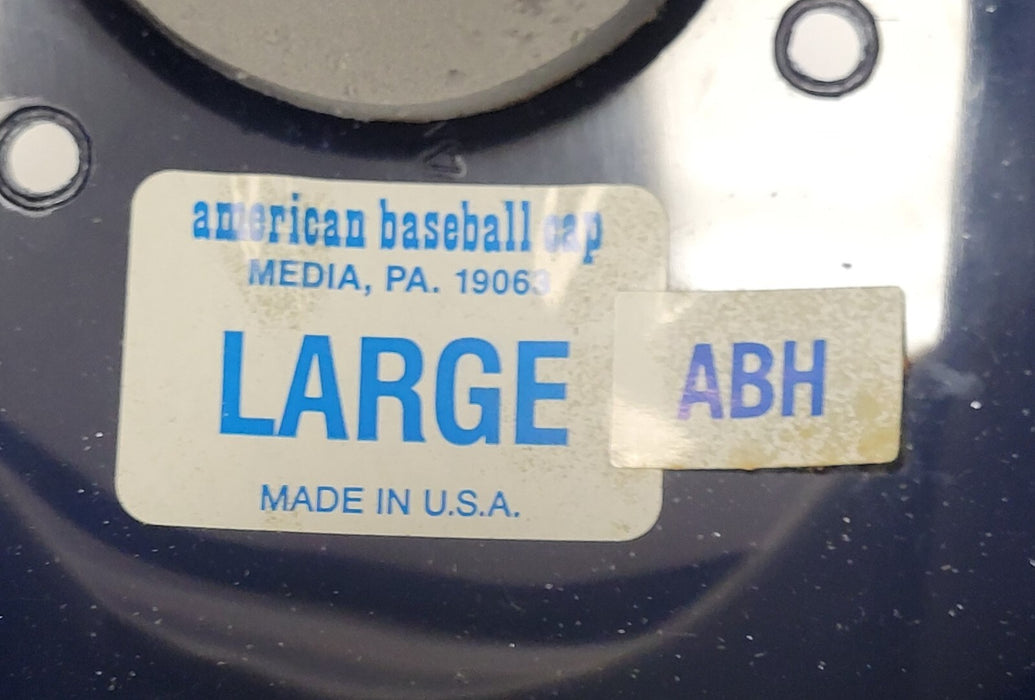 american baseball cap
MEDIA, PA. 19063
LARGE
ABH
MADE IN U.S.A.